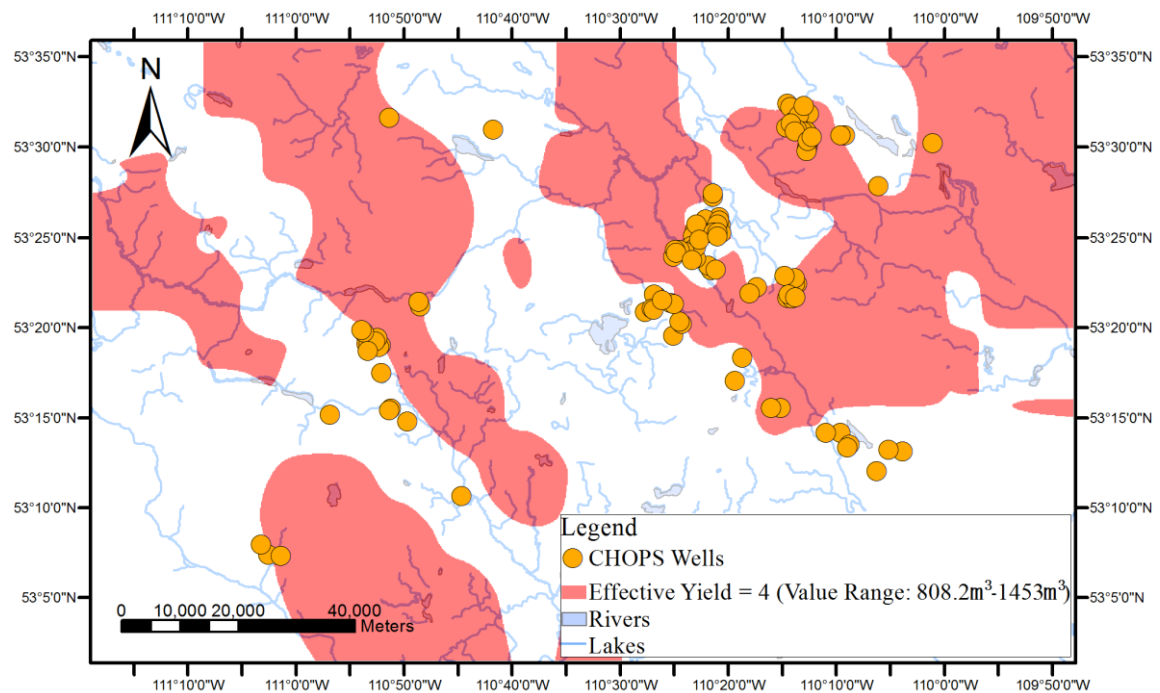 111°10'0"W 111°0'0"W 110°50'0"W 110°40'0"W 110°30'0"W 110°20'0"W 110°10'0"W 110°0'0"W 109°50'0"W
53°35'0"N 53°35'0"N
N
53°30'0"N 53°30'0"N
53°25'0"N 53°25'0"N
53°20'0"N 53°20'0"N
53°15'0"N 53°15'0"N
53°10'0"N 53°10'0"N
Legend
CHOPS Wells
Effective Yield = 4 (Value Range: 808.2m³-1453m³)
53°5'0"N 53°5'0"N
0 10,000 20,000 40,000
Meters
Rivers
Lakes
111°10'0"W 111°0'0"W 110°50'0"W 110°40'0"W 110°30'0"W 110°20'0"W 110°10'0"W 110°0'0"W 109°50'0"W